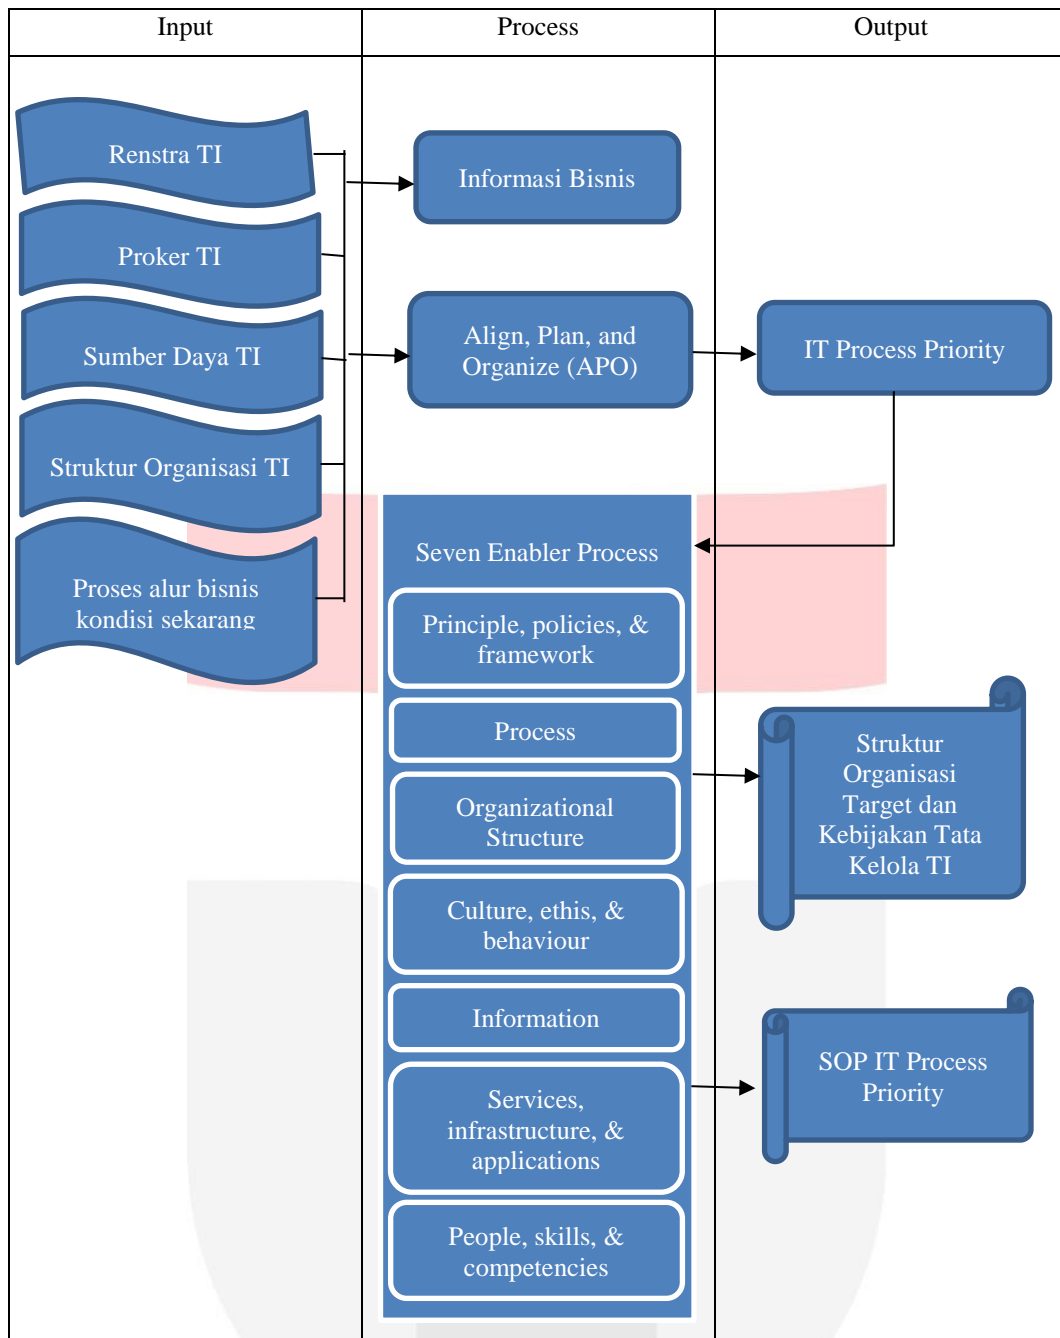 Input
Process
Output
Renstra TI
Proker TI
Sumber Daya TI
Struktur Organisasi TI
Proses alur bisnis
kondisi sekarang
Informasi Bisnis
Align, Plan, and
Organize (APO)
IT Process Priority
Seven Enabler Process
Principle, policies, &
framework
Process
Organizational
Structure
Culture, ethis, &
behaviour
Information
Services,
infrastructure, &
applications
People, skills, &
competencies
Struktur
Organisasi
Target dan
Kebijakan Tata
Kelola TI
SOP IT Process
Priority